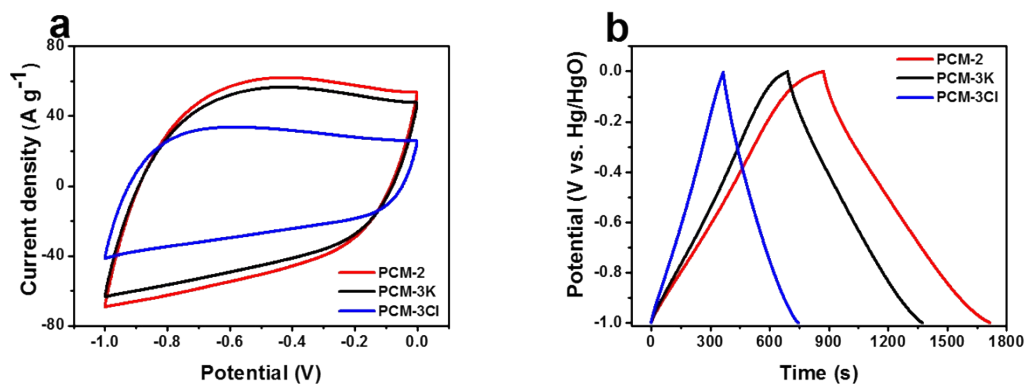 a
80
40
0
-40
-80
Current density (A g⁻¹)
-1.0 -0.8 -0.6 -0.4 -0.2 0.0
Potential (V)
PCM-2
PCM-3K
PCM-3Cl
b
0.0
-0.2
-0.4
-0.6
-0.8
-1.0
Potential (V vs. Hg/HgO)
0 300 600 900 1200 1500 1800
Time (s)
PCM-2
PCM-3K
PCM-3Cl